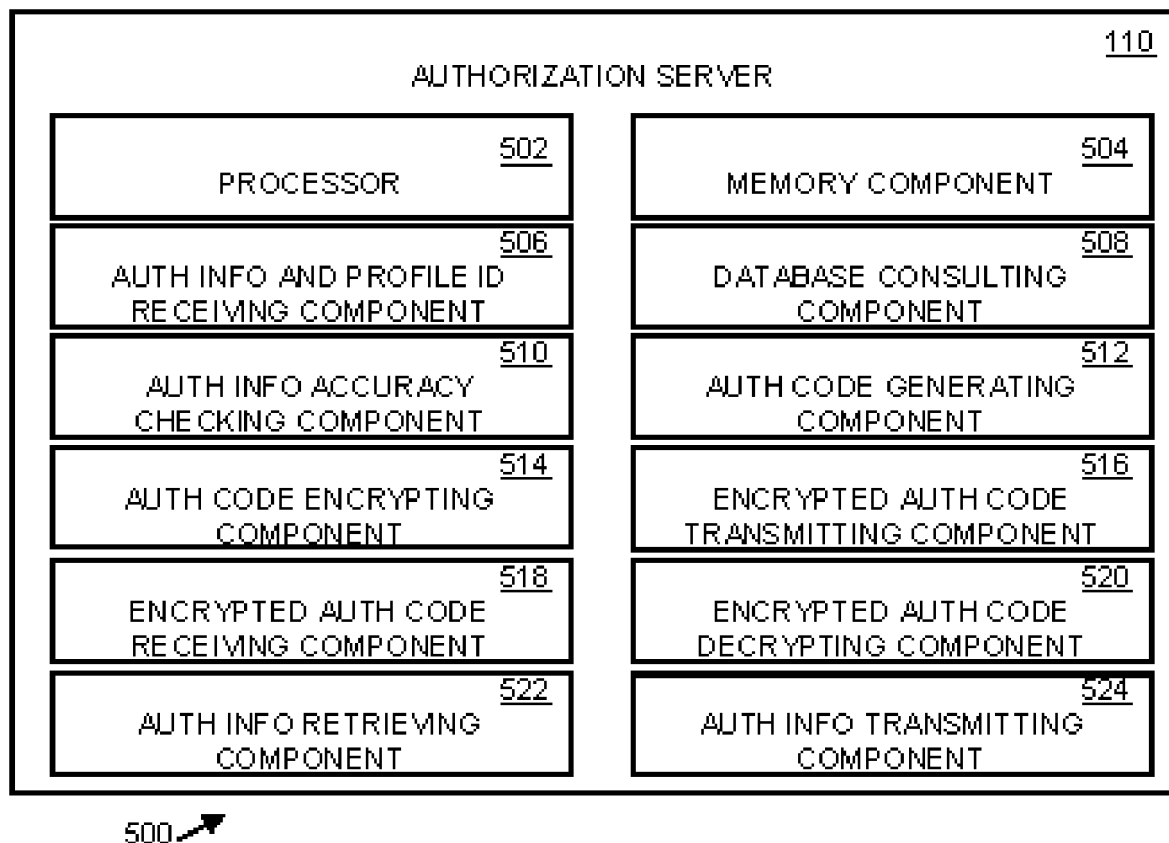 110
AUTHORIZATION SERVER
502
PROCESSOR
504
MEMORY COMPONENT
506
AUTH INFO AND PROFILE ID
RECEIVING COMPONENT
508
DATABASE CONSULTING
COMPONENT
510
AUTH INFO ACCURACY
CHECKING COMPONENT
512
AUTH CODE GENERATING
COMPONENT
514
AUTH CODE ENCRYPTING
COMPONENT
516
ENCRYPTED AUTH CODE
TRANSMITTING COMPONENT
518
ENCRYPTED AUTH CODE
RECEIVING COMPONENT
520
ENCRYPTED AUTH CODE
DECRYPTING COMPONENT
522
AUTH INFO RETRIEVING
COMPONENT
524
AUTH INFO TRANSMITTING
COMPONENT
500